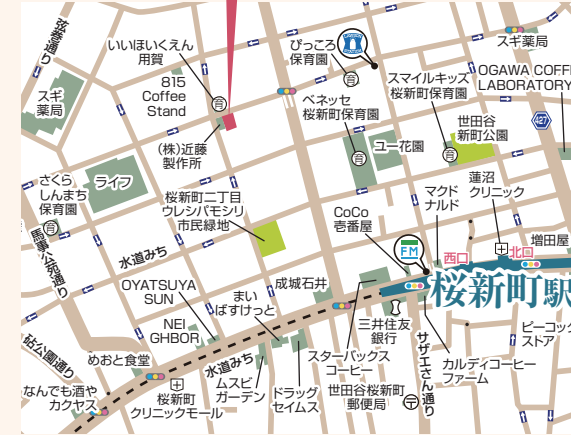 弦巻通り
いいほいくえん
用賀
ぴっころ
保育園
スギ薬局
スギ
薬局
815
Coffee
Stand
育
育
ベネッセ
桜新町保育園
スマイルキッズ
桜新町保育園
OGAWA COFFE
LABORATORY
世田谷
新町公園
427
(株)近藤
製作所
育
ユー花園
育
さくら
しんまち
保育園
育
ライフ
桜新町二丁目
ウレシパモシリ
市民緑地
CoCo
壱番屋
マクド
ナルド
蓮沼
クリニック
馬事公苑通り
水道みち
FM
西口
北口
増田屋
OYATSUYA
SUN
まい
ばすけっと
成城石井
桜新町駅
NEI
GHBOR
三井住友
銀行
サザエさん通り
ピーコック
ストア
砧公園通り
めおと食堂
水道みち
スターバックス
コーヒー
カルディコーヒー
ファーム
なんでも酒や
カクヤス
桜新町
クリニックモール
ムスビ
ガーデン
ドラッグ
セイムス
世田谷桜新町
郵便局